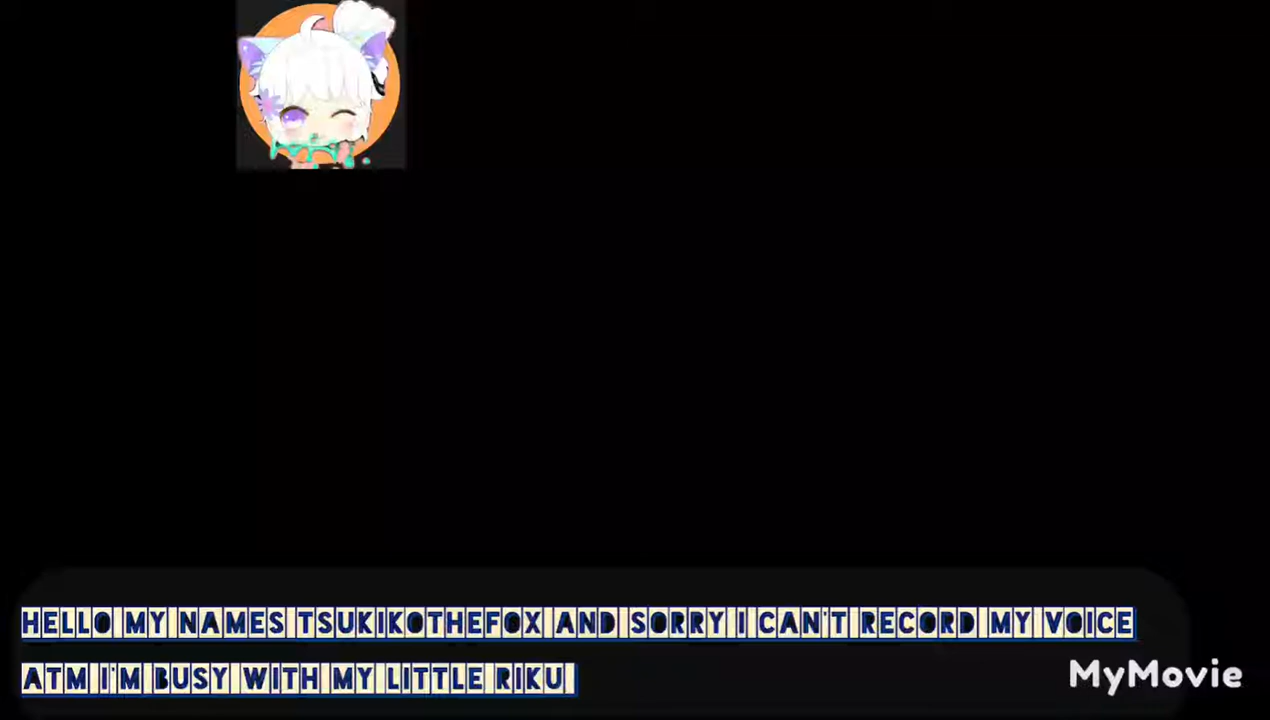 HELLO MY NAMES TSUKIKOTHEFOX AND SORRY I CAN'T RECORD MY VOICE
ATM I'M BUSY WITH MY LITTLE RIKU
MyMovie